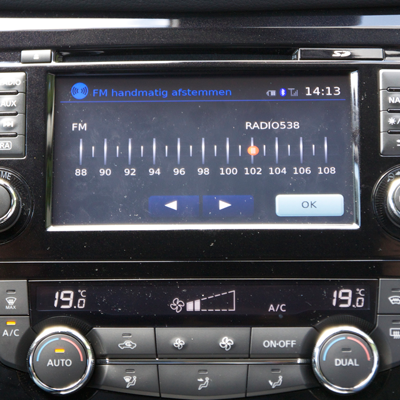 FM handmatig afstemmen 14:13
AUX
FM RADIO538
88 90 92 94 96 98 100 102 104 106 108
OK
19.0°C 19.0°C
A/C
MAX
A/C
ON·OFF
AUTO
DUAL